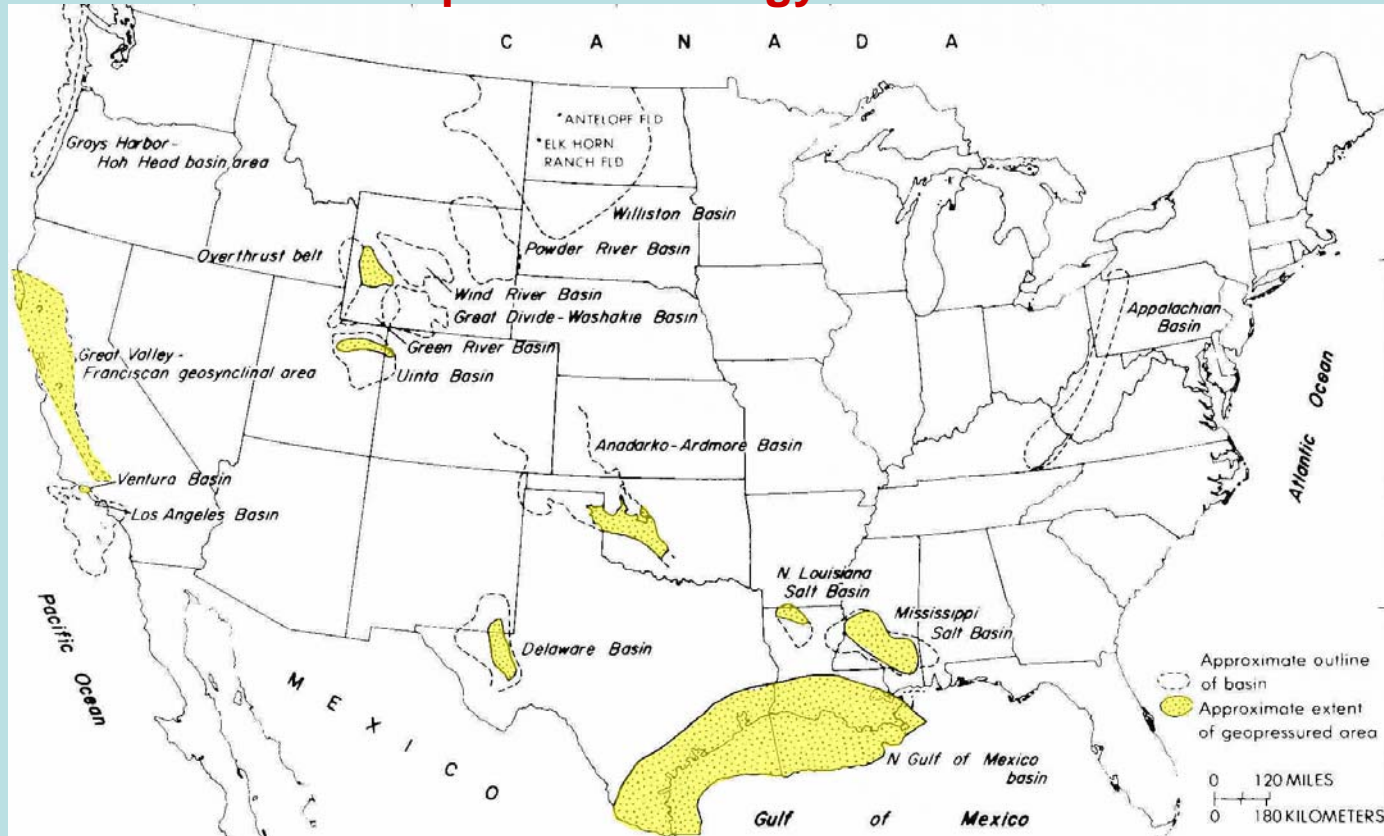 C A N A D A
*ANTELOPE FLD
*ELK HORN
RANCH FLD
Grays Harbor-
Hoh Head basin area
Williston Basin
Powder River Basin
Overthrust belt
Wind River Basin
Great Divide-Washakie Basin
Green River Basin
Uinta Basin
Appalachian
Basin
Great Valley-
Franciscan geosynclinal area
?
?
Anadarko-Ardmore Basin
Ventura Basin
Los Angeles Basin
Atlantic Ocean
N. Louisiana
Salt Basin
Mississippi
Salt Basin
Delaware Basin
Pacific Ocean
MEXICO
Approximate outline
of basin
Approximate extent
of geopressured area
N Gulf of Mexico
basin
0 120 MILES
0 180 KILOMETERS
Gulf of Mexico